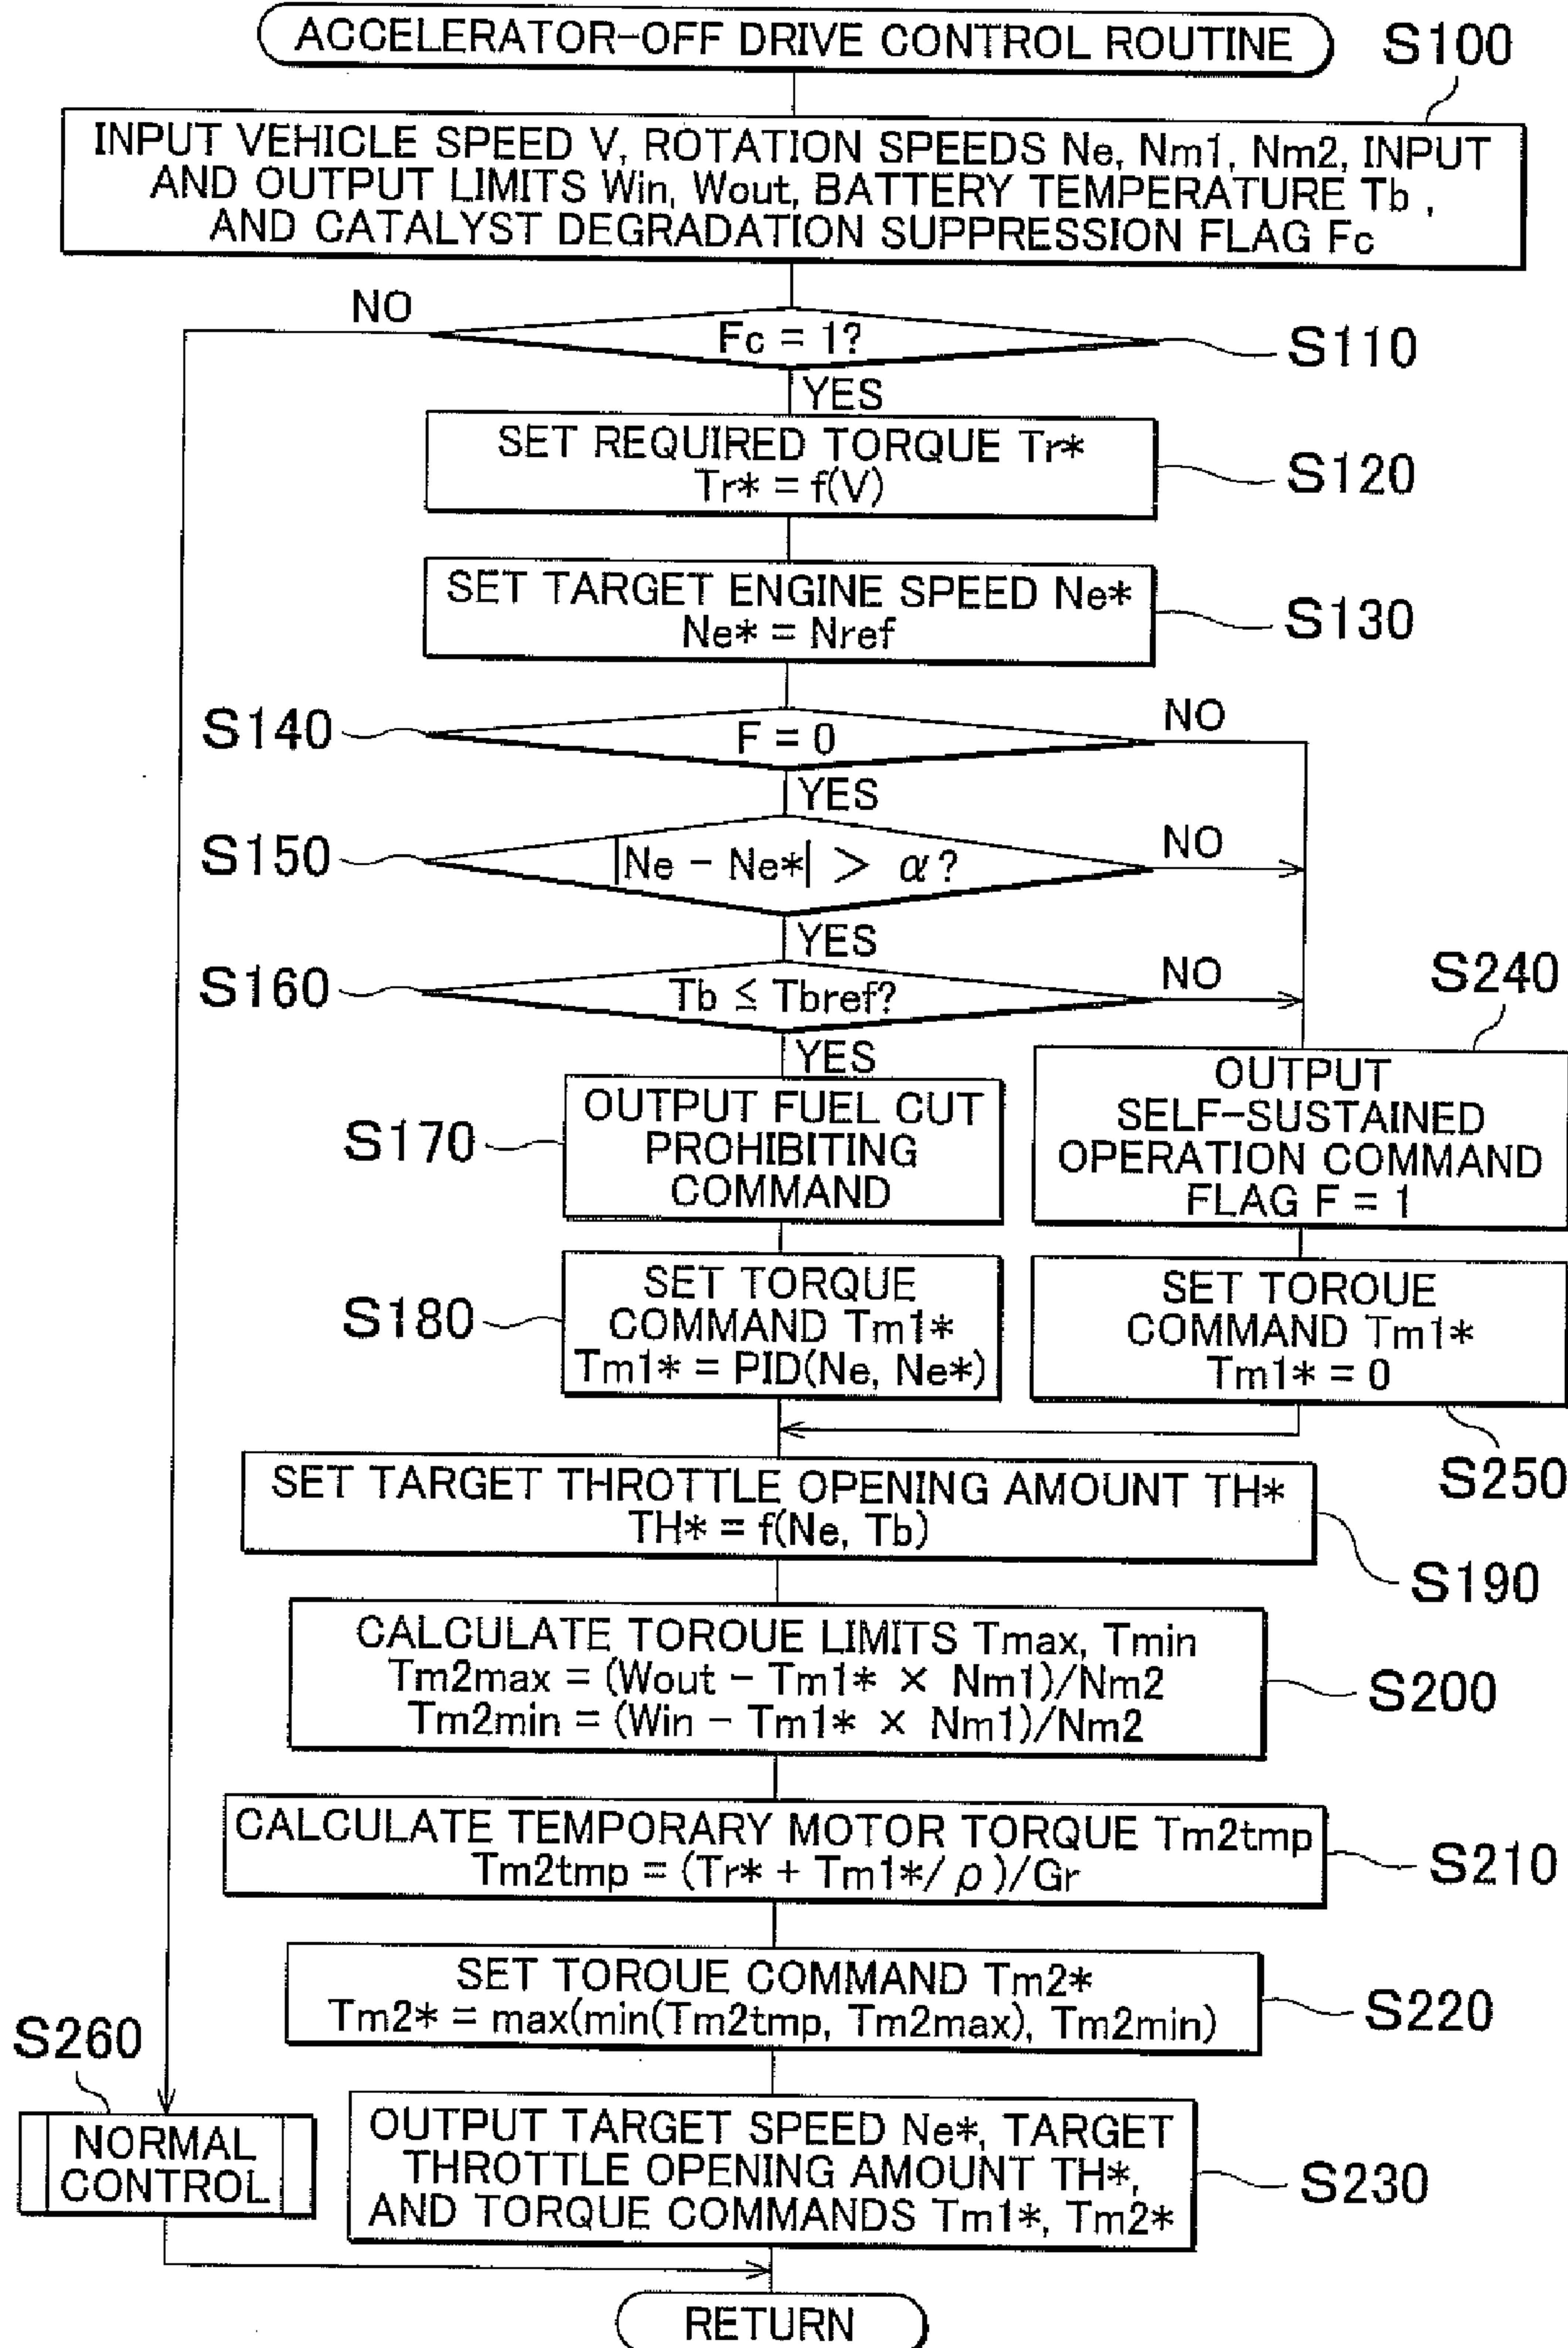 ACCELERATOR-OFF DRIVE CONTROL ROUTINE
S100
INPUT VEHICLE SPEED V, ROTATION SPEEDS Ne, Nm1, Nm2, INPUT
AND OUTPUT LIMITS Win, Wout, BATTERY TEMPERATURE Tb ,
AND CATALYST DEGRADATION SUPPRESSION FLAG Fc
NO
Fc = 1?
S110
YES
SET REQUIRED TORQUE Tr*
Tr* = f(V)
S120
SET TARGET ENGINE SPEED Ne*
Ne* = Nref
S130
S140
F = 0
NO
YES
S150
|Ne - Ne*| > α?
NO
YES
S160
Tb ≤ Tbref?
NO
YES
S240
OUTPUT
SELF-SUSTAINED
OPERATION COMMAND
FLAG F = 1
S170
OUTPUT FUEL CUT
PROHIBITING
COMMAND
S180
SET TORQUE
COMMAND Tm1*
Tm1* = PID(Ne, Ne*)
SET TOROUE
COMMAND Tm1*
Tm1* = 0
S250
SET TARGET THROTTLE OPENING AMOUNT TH*
TH* = f(Ne, Tb)
S190
CALCULATE TOROUE LIMITS Tmax, Tmin
Tm2max = (Wout - Tm1* × Nm1)/Nm2
Tm2min = (Win - Tm1* × Nm1)/Nm2
S200
CALCULATE TEMPORARY MOTOR TORQUE Tm2tmp
Tm2tmp = (Tr* + Tm1*/ρ)/Gr
S210
SET TOROUE COMMAND Tm2*
Tm2* = max(min(Tm2tmp, Tm2max), Tm2min)
S220
S260
NORMAL
CONTROL
OUTPUT TARGET SPEED Ne*, TARGET
THROTTLE OPENING AMOUNT TH*,
AND TORQUE COMMANDS Tm1*, Tm2*
S230
RETURN